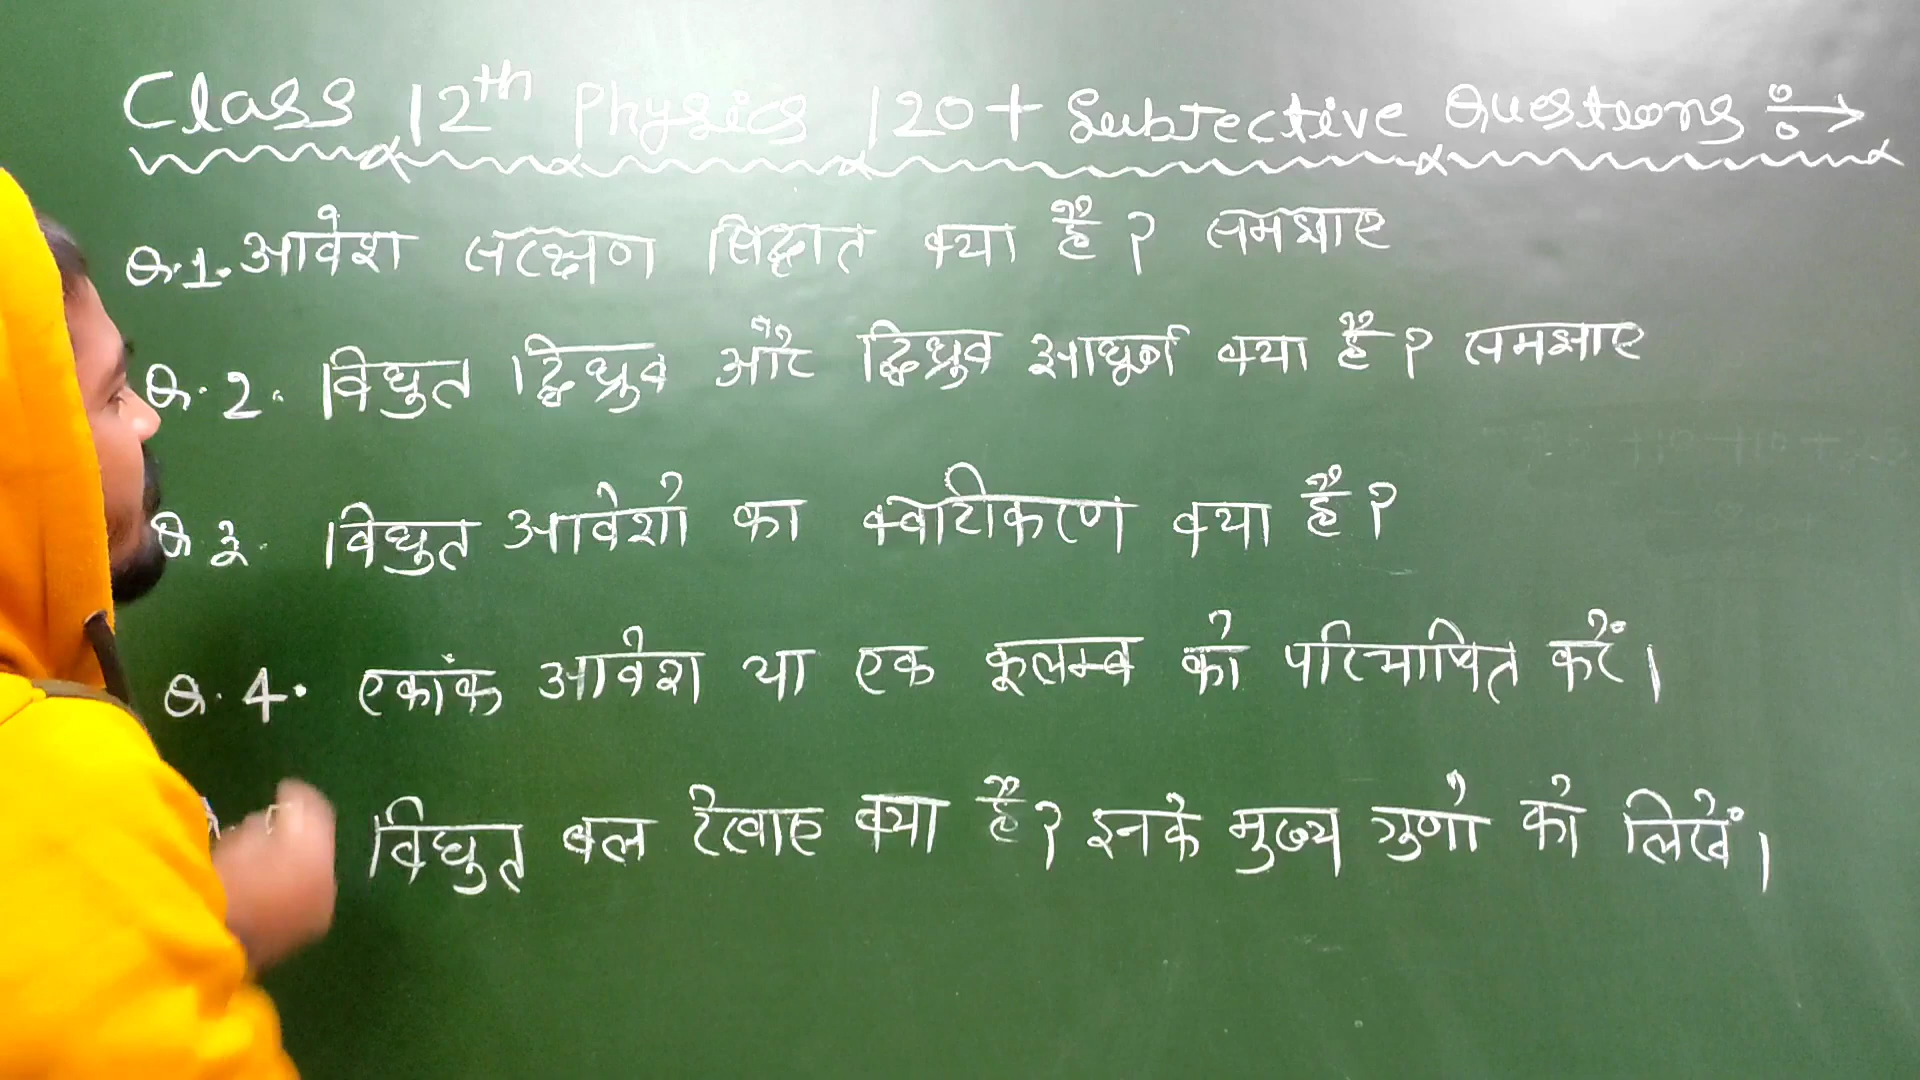 Class 12th Physics 120+ Subjective Questions
Q.1. आवेश संरक्षण सिद्धांत क्या है? समझाए
Q.2. विधुत द्विध्रुव और द्विध्रुव आधूर्ण क्या है? समझाए
Q 3. विधुत आवेशो का क्वांटीकरण क्या है?
Q.4. एकांक आवेश या एक कूलम्ब को परिभाषित करें।
विधुत बल रेखाए क्या है? इनके मुख्य गुणो को लिखें।